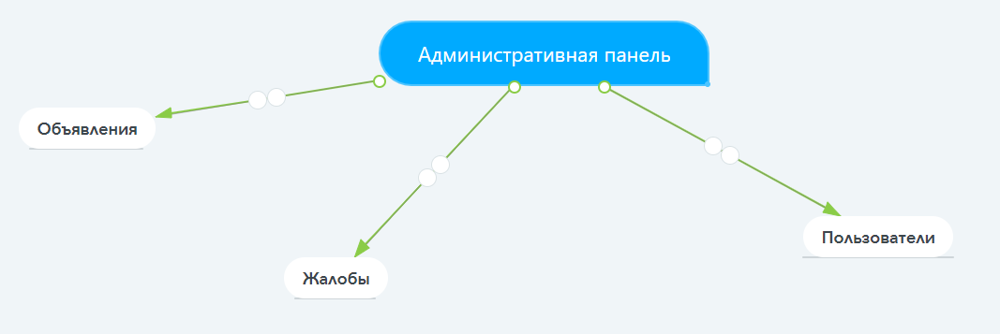 Административная панель
Объявления
Пользователи
Жалобы